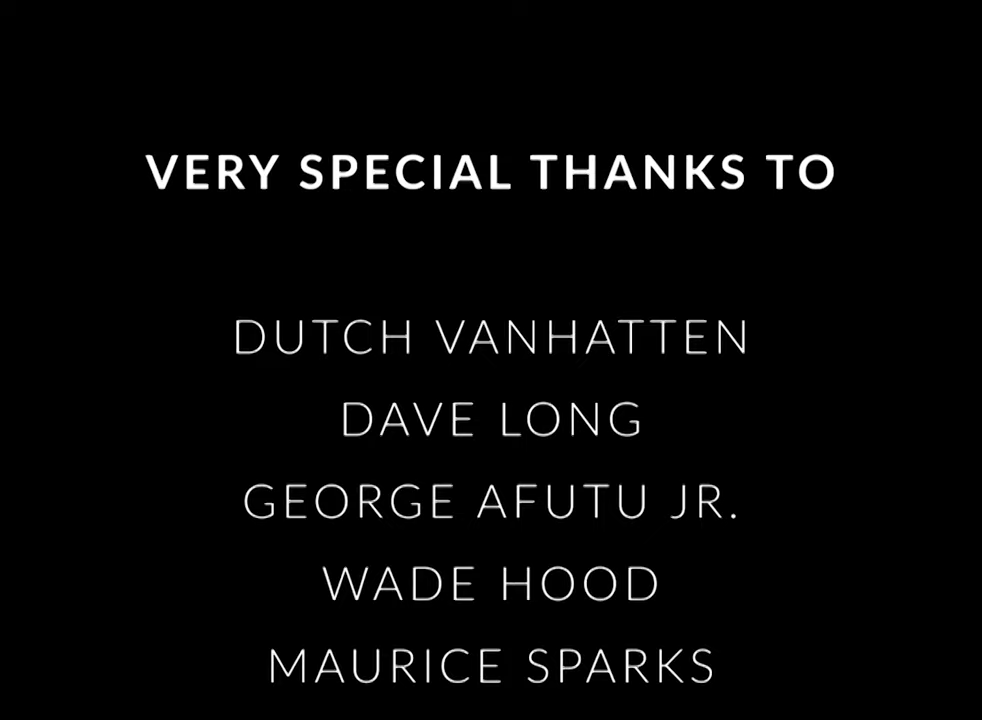 VERY SPECIAL THANKS TO
DUTCH VANHATTEN
DAVE LONG
GEORGE AFUTU JR.
WADE HOOD
MAURICE SPARKS